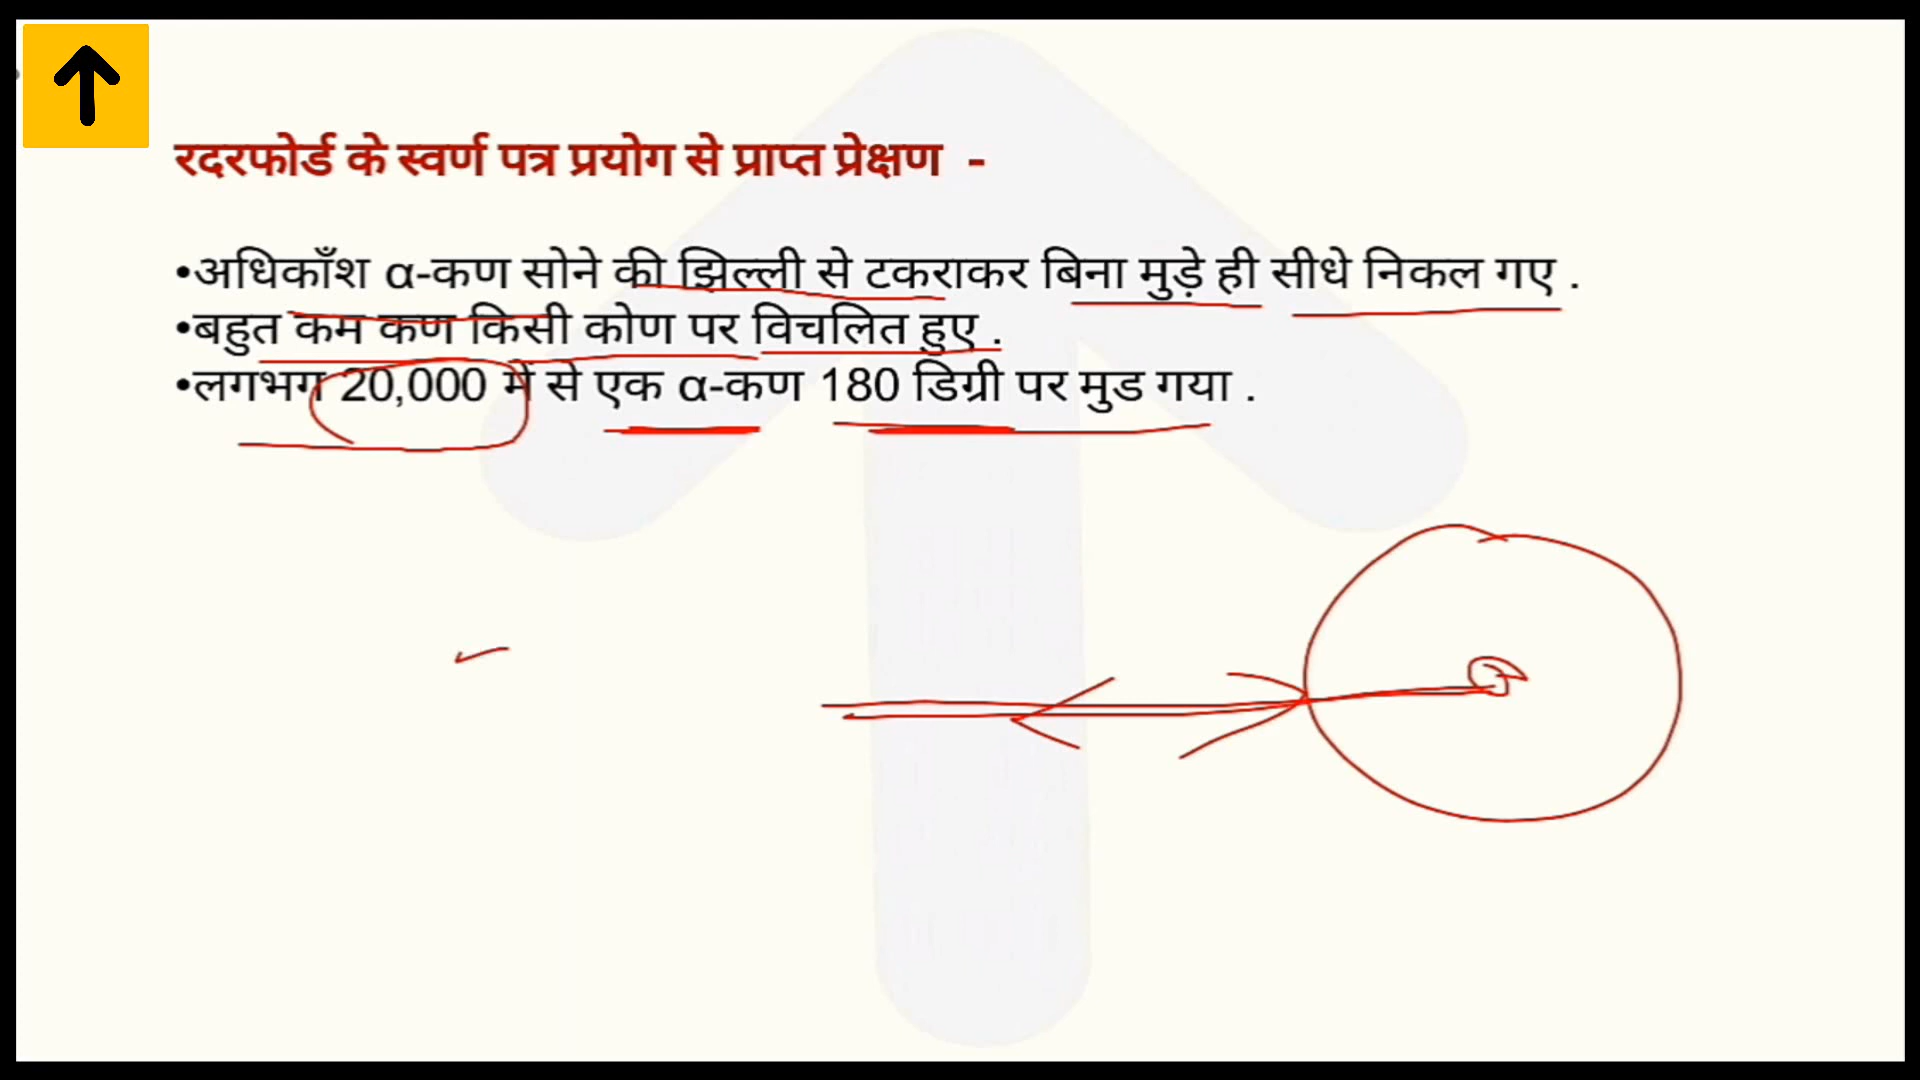 रदरफोर्ड के स्वर्ण पत्र प्रयोग से प्राप्त प्रेक्षण -
•अधिकाँश α-कण सोने की झिल्ली से टकराकर बिना मुड़े ही सीधे निकल गए .
•बहुत कम कण किसी कोण पर विचलित हुए .
•लगभग 20,000 में से एक α-कण 180 डिग्री पर मुड गया .